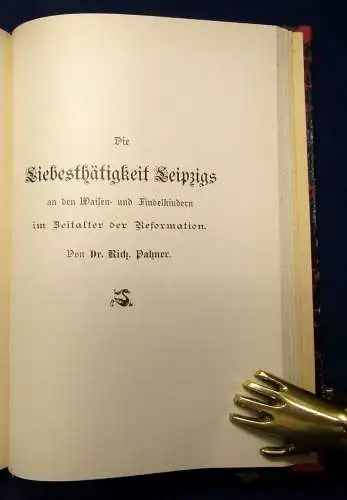 Die
Liebesthätigkeit Leipzigs
an den Waisen- und Findelkindern
im Zeitalter der Reformation.
Von Dr. Rich. Pahner.